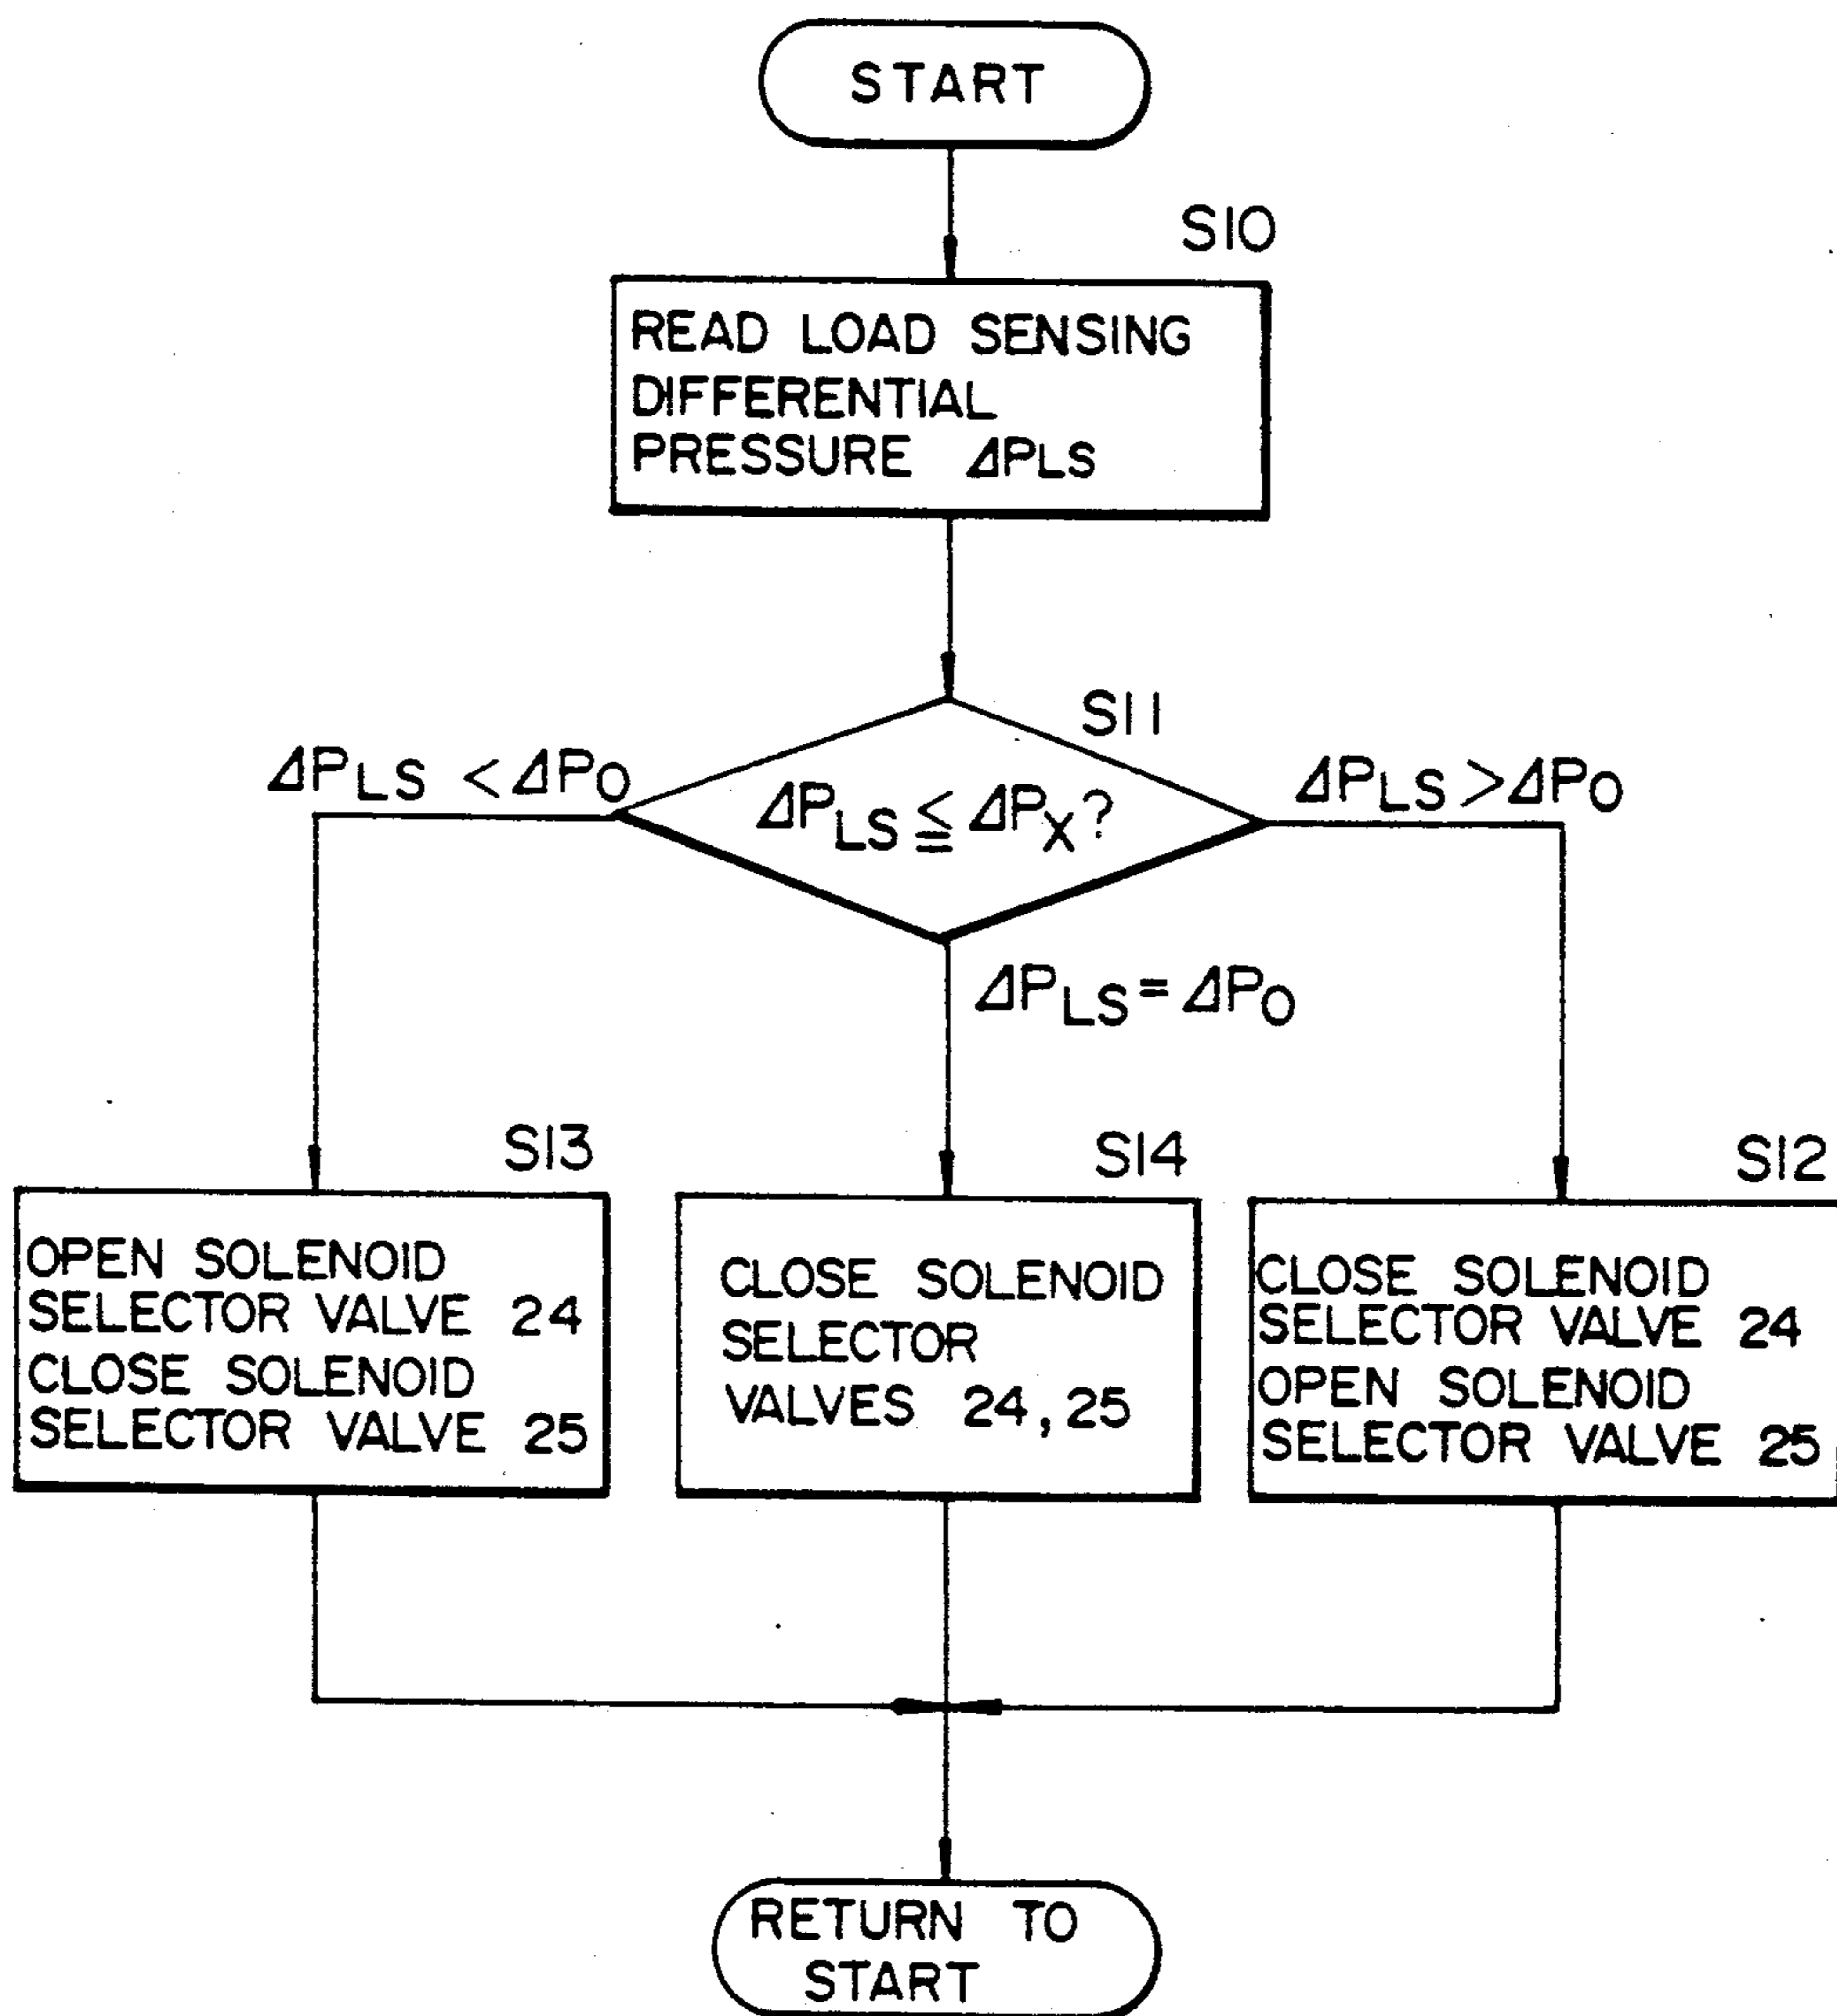 START
S10
READ LOAD SENSING
DIFFERENTIAL
PRESSURE ΔPLS
S11
ΔPLS < ΔPO
ΔPLS ≦ ΔPX?
ΔPLS > ΔPO
ΔPLS = ΔPO
S13
OPEN SOLENOID
SELECTOR VALVE 24
CLOSE SOLENOID
SELECTOR VALVE 25
S14
CLOSE SOLENOID
SELECTOR
VALVES 24, 25
S12
CLOSE SOLENOID
SELECTOR VALVE 24
OPEN SOLENOID
SELECTOR VALVE 25
RETURN TO
START